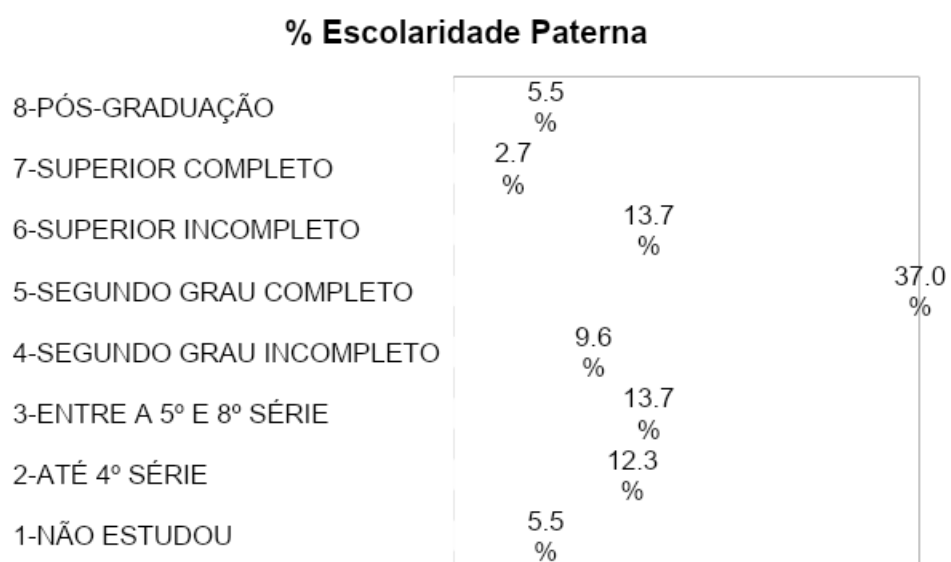 % Escolaridade Paterna
8-PÓS-GRADUAÇÃO
5.5
%
7-SUPERIOR COMPLETO
2.7
%
6-SUPERIOR INCOMPLETO
13.7
%
5-SEGUNDO GRAU COMPLETO
37.0
%
4-SEGUNDO GRAU INCOMPLETO
9.6
%
3-ENTRE A 5º E 8º SÉRIE
13.7
%
2-ATÉ 4º SÉRIE
12.3
%
1-NÃO ESTUDOU
5.5
%